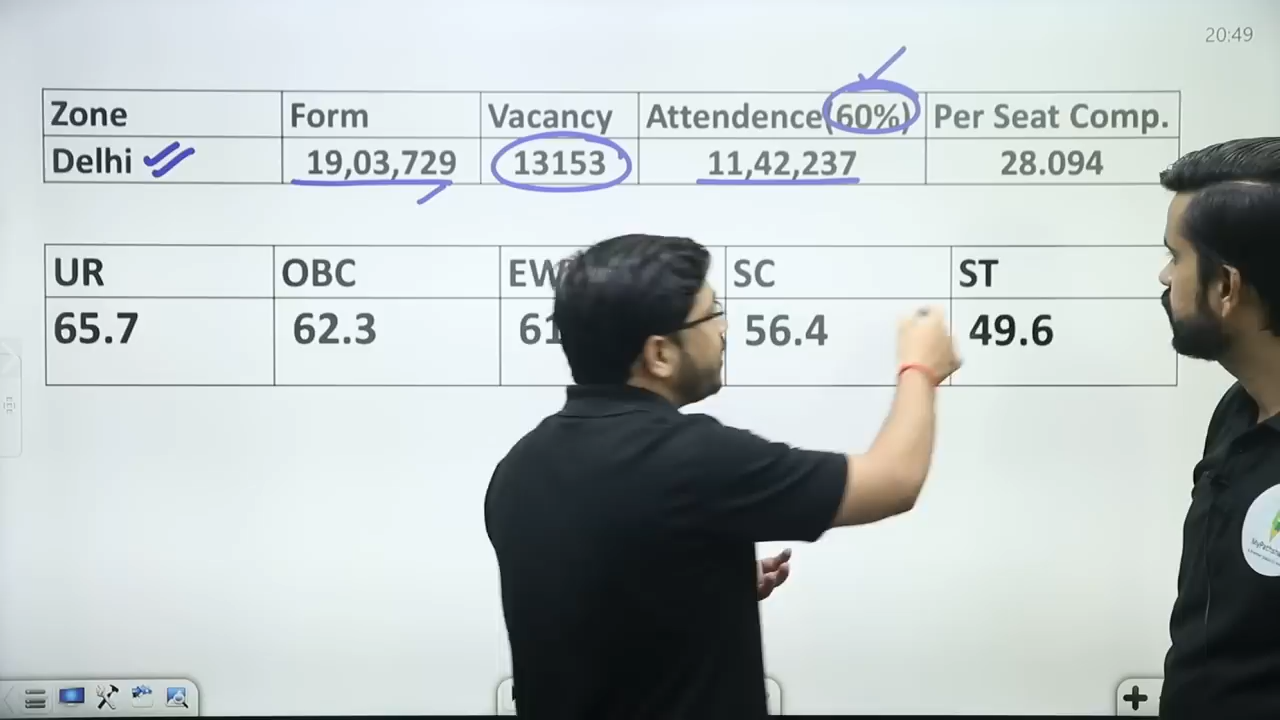 20:49
Zone Form Vacancy Attendence(60%) Per Seat Comp.
Delhi 19,03,729 13153 11,42,237 28.094
UR OBC SC ST
65.7 62.3 56.4 49.6